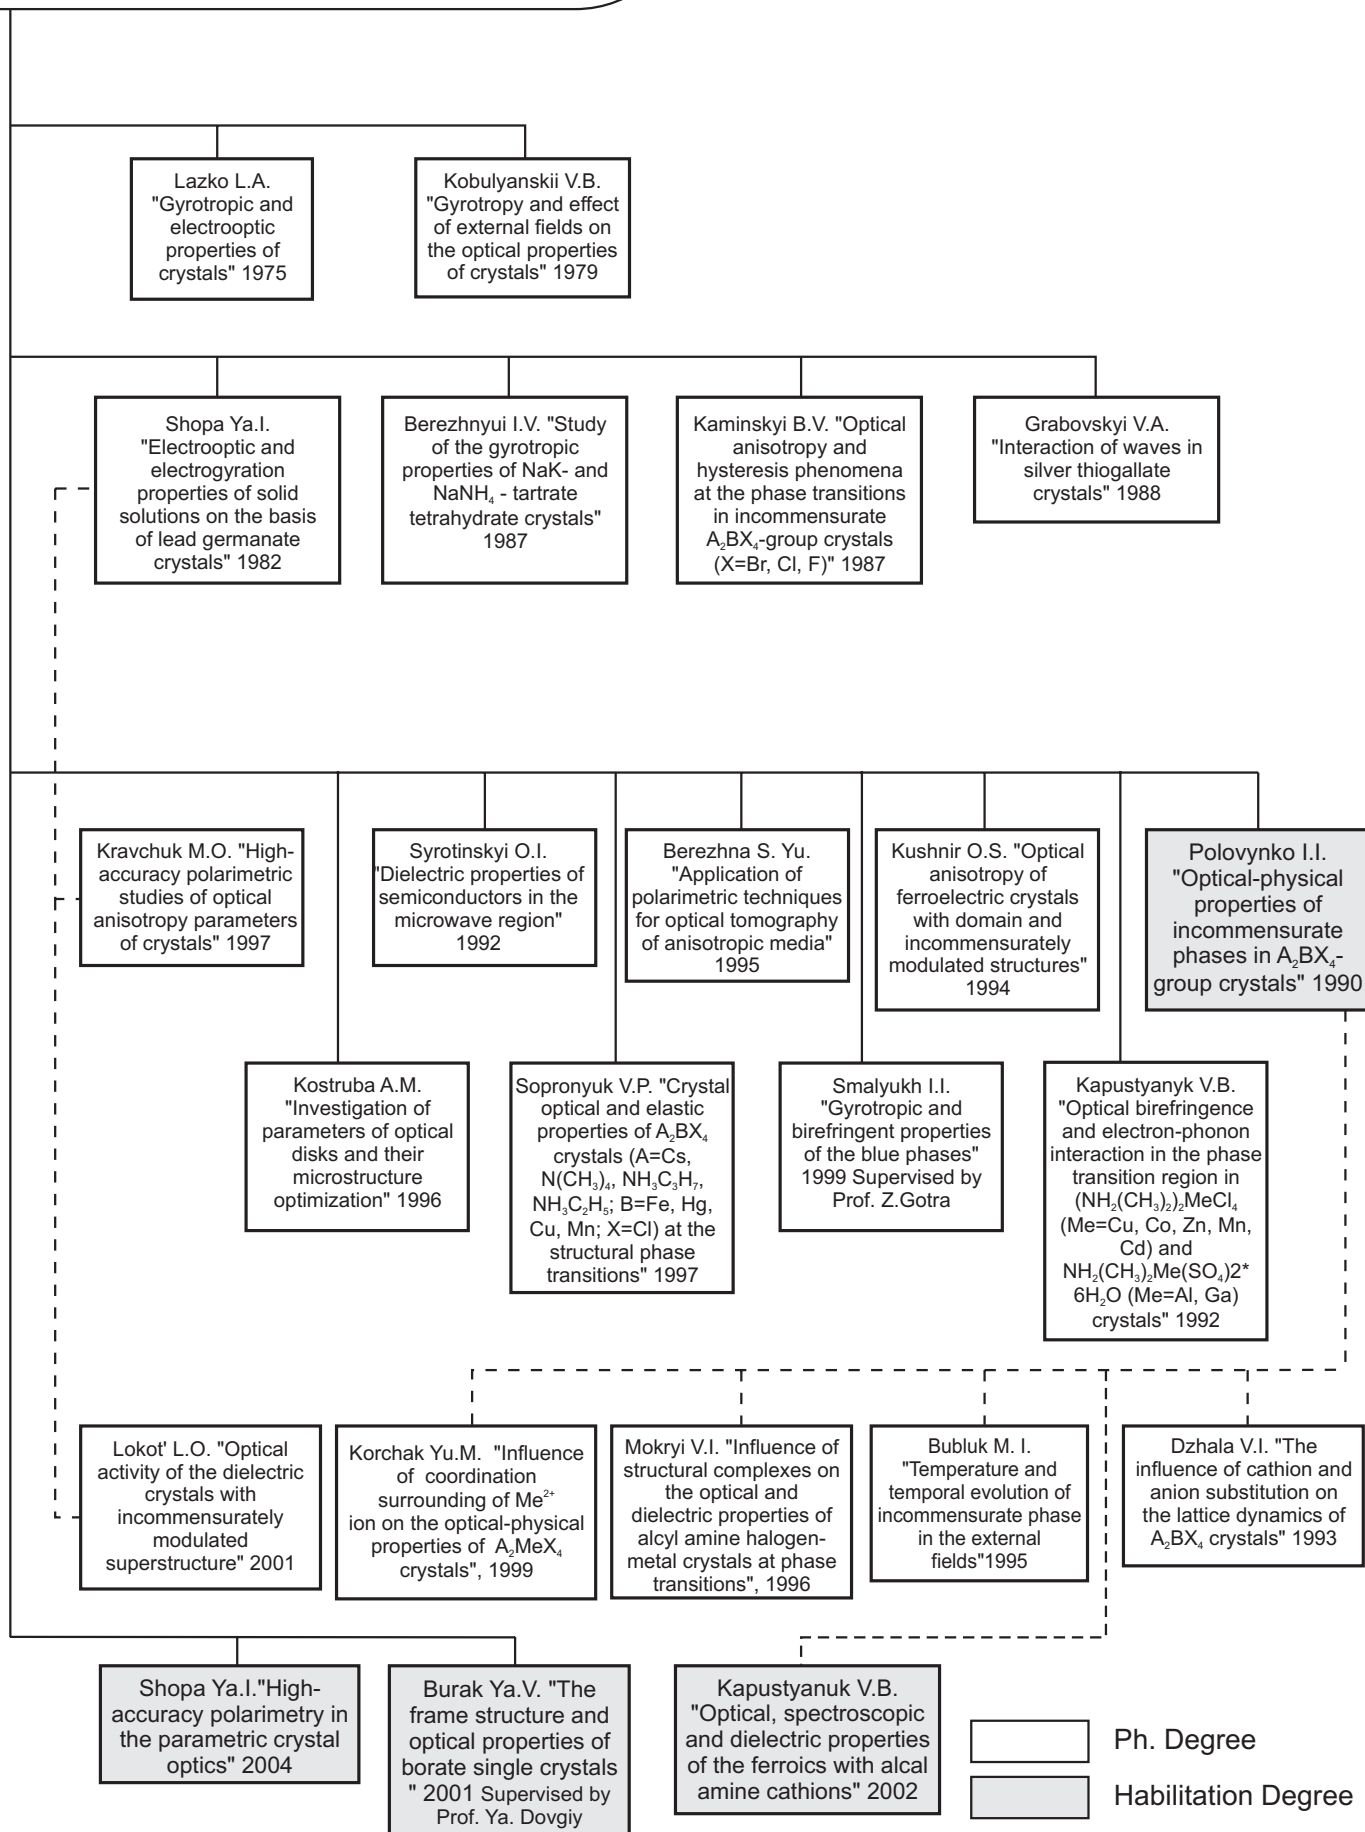 Lazko L.A.
"Gyrotropic and
electrooptic
properties of
crystals" 1975
Kobulyanskii V.B.
"Gyrotropy and effect
of external fields on
the optical properties
of crystals" 1979
Shopa Ya.I.
"Electrooptic and
electrogyration
properties of solid
solutions on the basis
of lead germanate
crystals" 1982
Berezhnyui I.V. "Study
of the gyrotropic
properties of NaK- and
NaNH₄ - tartrate
tetrahydrate crystals"
1987
Kaminskyi B.V. "Optical
anisotropy and
hysteresis phenomena
at the phase transitions
in incommensurate
A₂BX₄-group crystals
(X=Br, Cl, F)" 1987
Grabovskyi V.A.
"Interaction of waves in
silver thiogallate
crystals" 1988
Kravchuk M.O. "High-
accuracy polarimetric
studies of optical
anisotropy parameters
of crystals" 1997
Syrotinskyi O.I.
"Dielectric properties of
semiconductors in the
microwave region"
1992
Berezhna S. Yu.
"Application of
polarimetric techniques
for optical tomography
of anisotropic media"
1995
Kushnir O.S. "Optical
anisotropy of
ferroelectric crystals
with domain and
incommensurately
modulated structures"
1994
Polovynko I.I.
"Optical-physical
properties of
incommensurate
phases in A₂BX₄-
group crystals" 1990
Kostruba A.M.
"Investigation of
parameters of optical
disks and their
microstructure
optimization" 1996
Sopronyuk V.P. "Crystal
optical and elastic
properties of A₂BX₄
crystals (A=Cs,
N(CH₃)₄, NH₃C₃H₇,
NH₃C₂H₅; B=Fe, Hg,
Cu, Mn; X=Cl) at the
structural phase
transitions" 1997
Smalyukh I.I.
"Gyrotropic and
birefringent properties
of the blue phases"
1999 Supervised by
Prof. Z.Gotra
Kapustyanyk V.B.
"Optical birefringence
and electron-phonon
interaction in the phase
transition region in
(NH₂(CH₃)₂)₂MeCl₄
(Me=Cu, Co, Zn, Mn,
Cd) and
NH₂(CH₃)₂Me(SO₄)2*
6H₂O (Me=Al, Ga)
crystals" 1992
Lokot' L.O. "Optical
activity of the dielectric
crystals with
incommensurately
modulated
superstructure" 2001
Korchak Yu.M. "Influence
of coordination
surrounding of Me²⁺
ion on the optical-physical
properties of A₂MeX₄
crystals", 1999
Mokryi V.I. "Influence of
structural complexes on
the optical and
dielectric properties of
alcyl amine halogen-
metal crystals at phase
transitions", 1996
Bubluk M. I.
"Temperature and
temporal evolution of
incommensurate phase
in the external
fields"1995
Dzhala V.I. "The
influence of cathion and
anion substitution on
the lattice dynamics of
A₂BX₄ crystals" 1993
Shopa Ya.I."High-
accuracy polarimetry in
the parametric crystal
optics" 2004
Burak Ya.V. "The
frame structure and
optical properties of
borate single crystals
" 2001 Supervised by
Prof. Ya. Dovgiy
Kapustyanuk V.B.
"Optical, spectroscopic
and dielectric properties
of the ferroics with alcal
amine cathions" 2002
Ph. Degree
Habilitation Degree